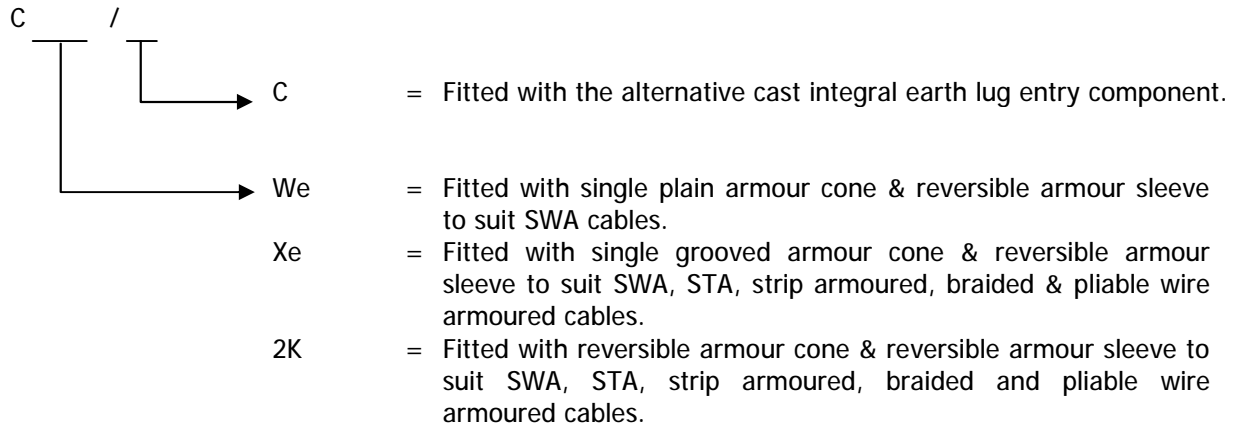 C /
C = Fitted with the alternative cast integral earth lug entry component.
We = Fitted with single plain armour cone & reversible armour sleeve
to suit SWA cables.
Xe = Fitted with single grooved armour cone & reversible armour
sleeve to suit SWA, STA, strip armoured, braided & pliable wire
armoured cables.
2K = Fitted with reversible armour cone & reversible armour sleeve to
suit SWA, STA, strip armoured, braided and pliable wire
armoured cables.